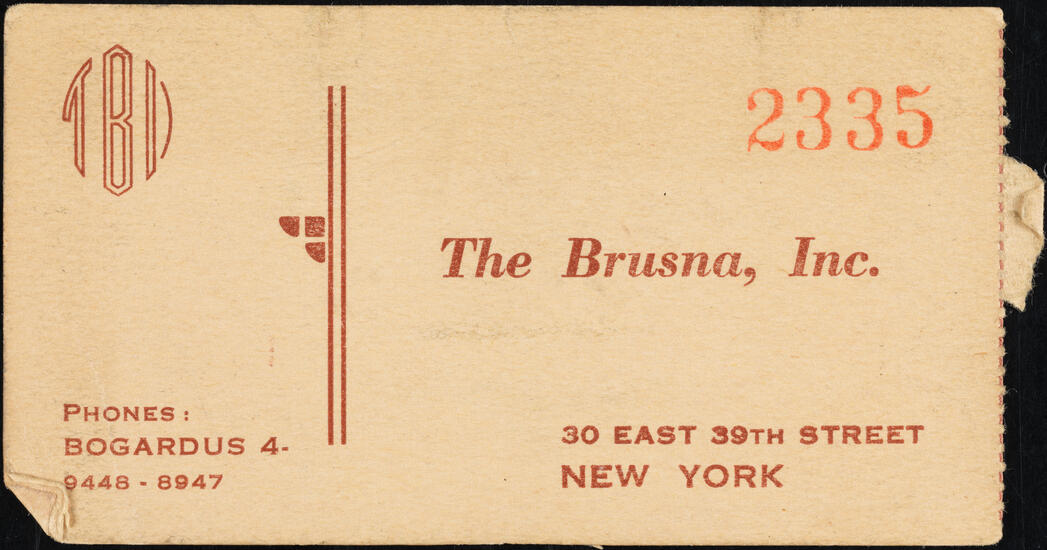 TBI
2335
The Brusna, Inc.
PHONES:
BOGARDUS 4-
9448 - 8947
30 EAST 39TH STREET
NEW YORK